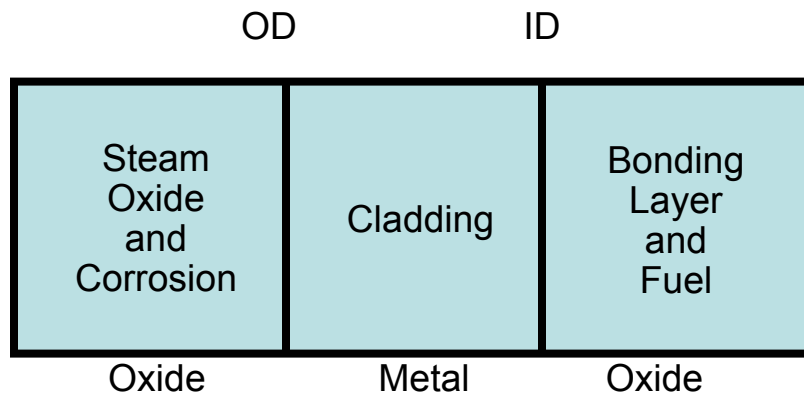 OD ID
Steam
Oxide
and
Corrosion
Cladding
Bonding
Layer
and
Fuel
Oxide Metal Oxide